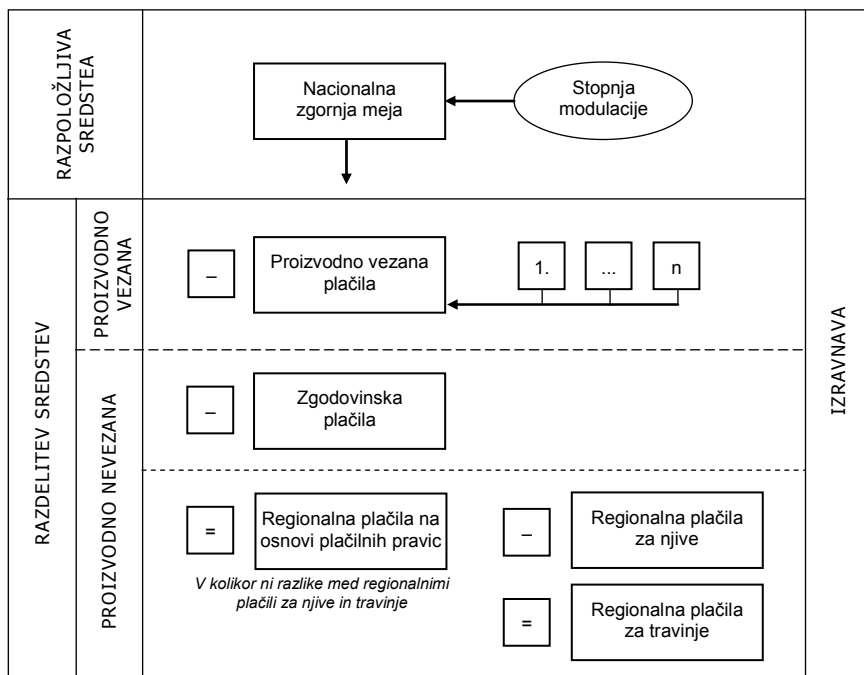 RAZPOLOŽLJIVA
SREDSTEA
Nacionalna
zgornja meja
Stopnja
modulacije
IZRAVNAVA
RAZDELITEV SREDSTEV
PROIZVODNO
VEZANA
–
Proizvodno vezana
plačila
1.
...
n
PROIZVODNO NEVEZANA
–
Zgodovinska
plačila
=
Regionalna plačila na
osnovi plačilnih pravic
V kolikor ni razlike med regionalnimi
plačili za njive in travinje
–
Regionalna plačila
za njive
=
Regionalna plačila
za travinje